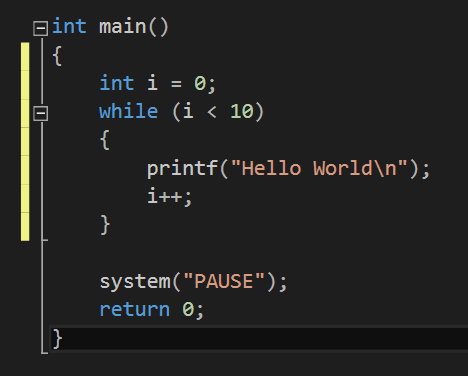 int main()
{
    int i = 0;
    while (i < 10)
    {
        printf("Hello World\n");
        i++;
    }

    system("PAUSE");
    return 0;
}